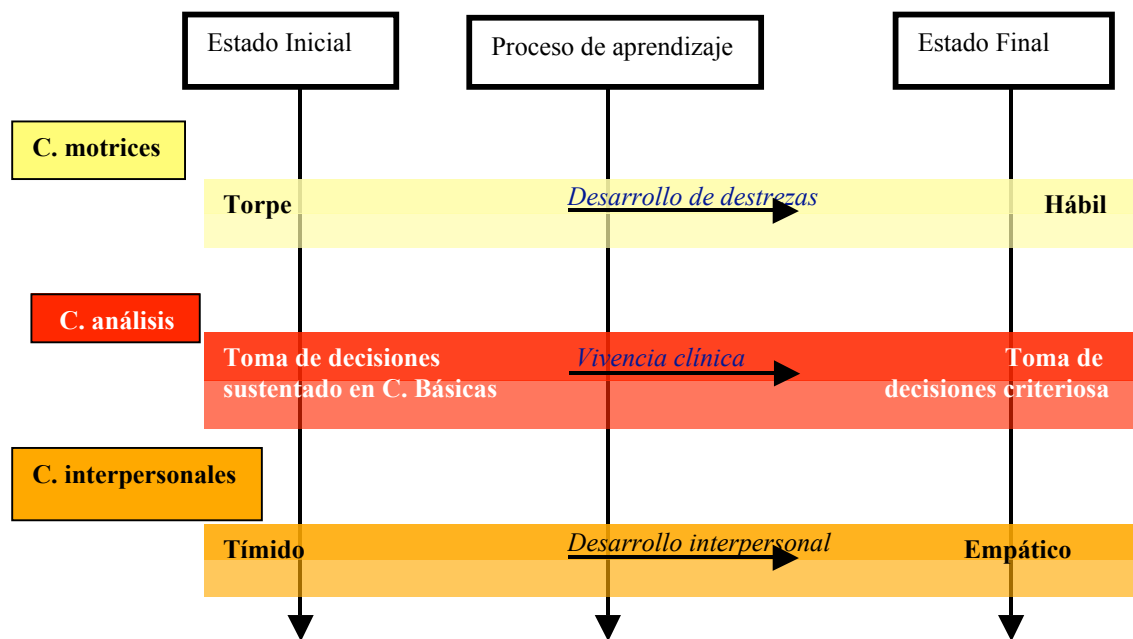 Estado Inicial
Proceso de aprendizaje
Estado Final
C. motrices
Torpe
Desarrollo de destrezas
Hábil
C. análisis
Toma de decisiones
sustentado en C. Básicas
Vivencia clínica
Toma de
decisiones criteriosa
C. interpersonales
Tímido
Desarrollo interpersonal
Empático